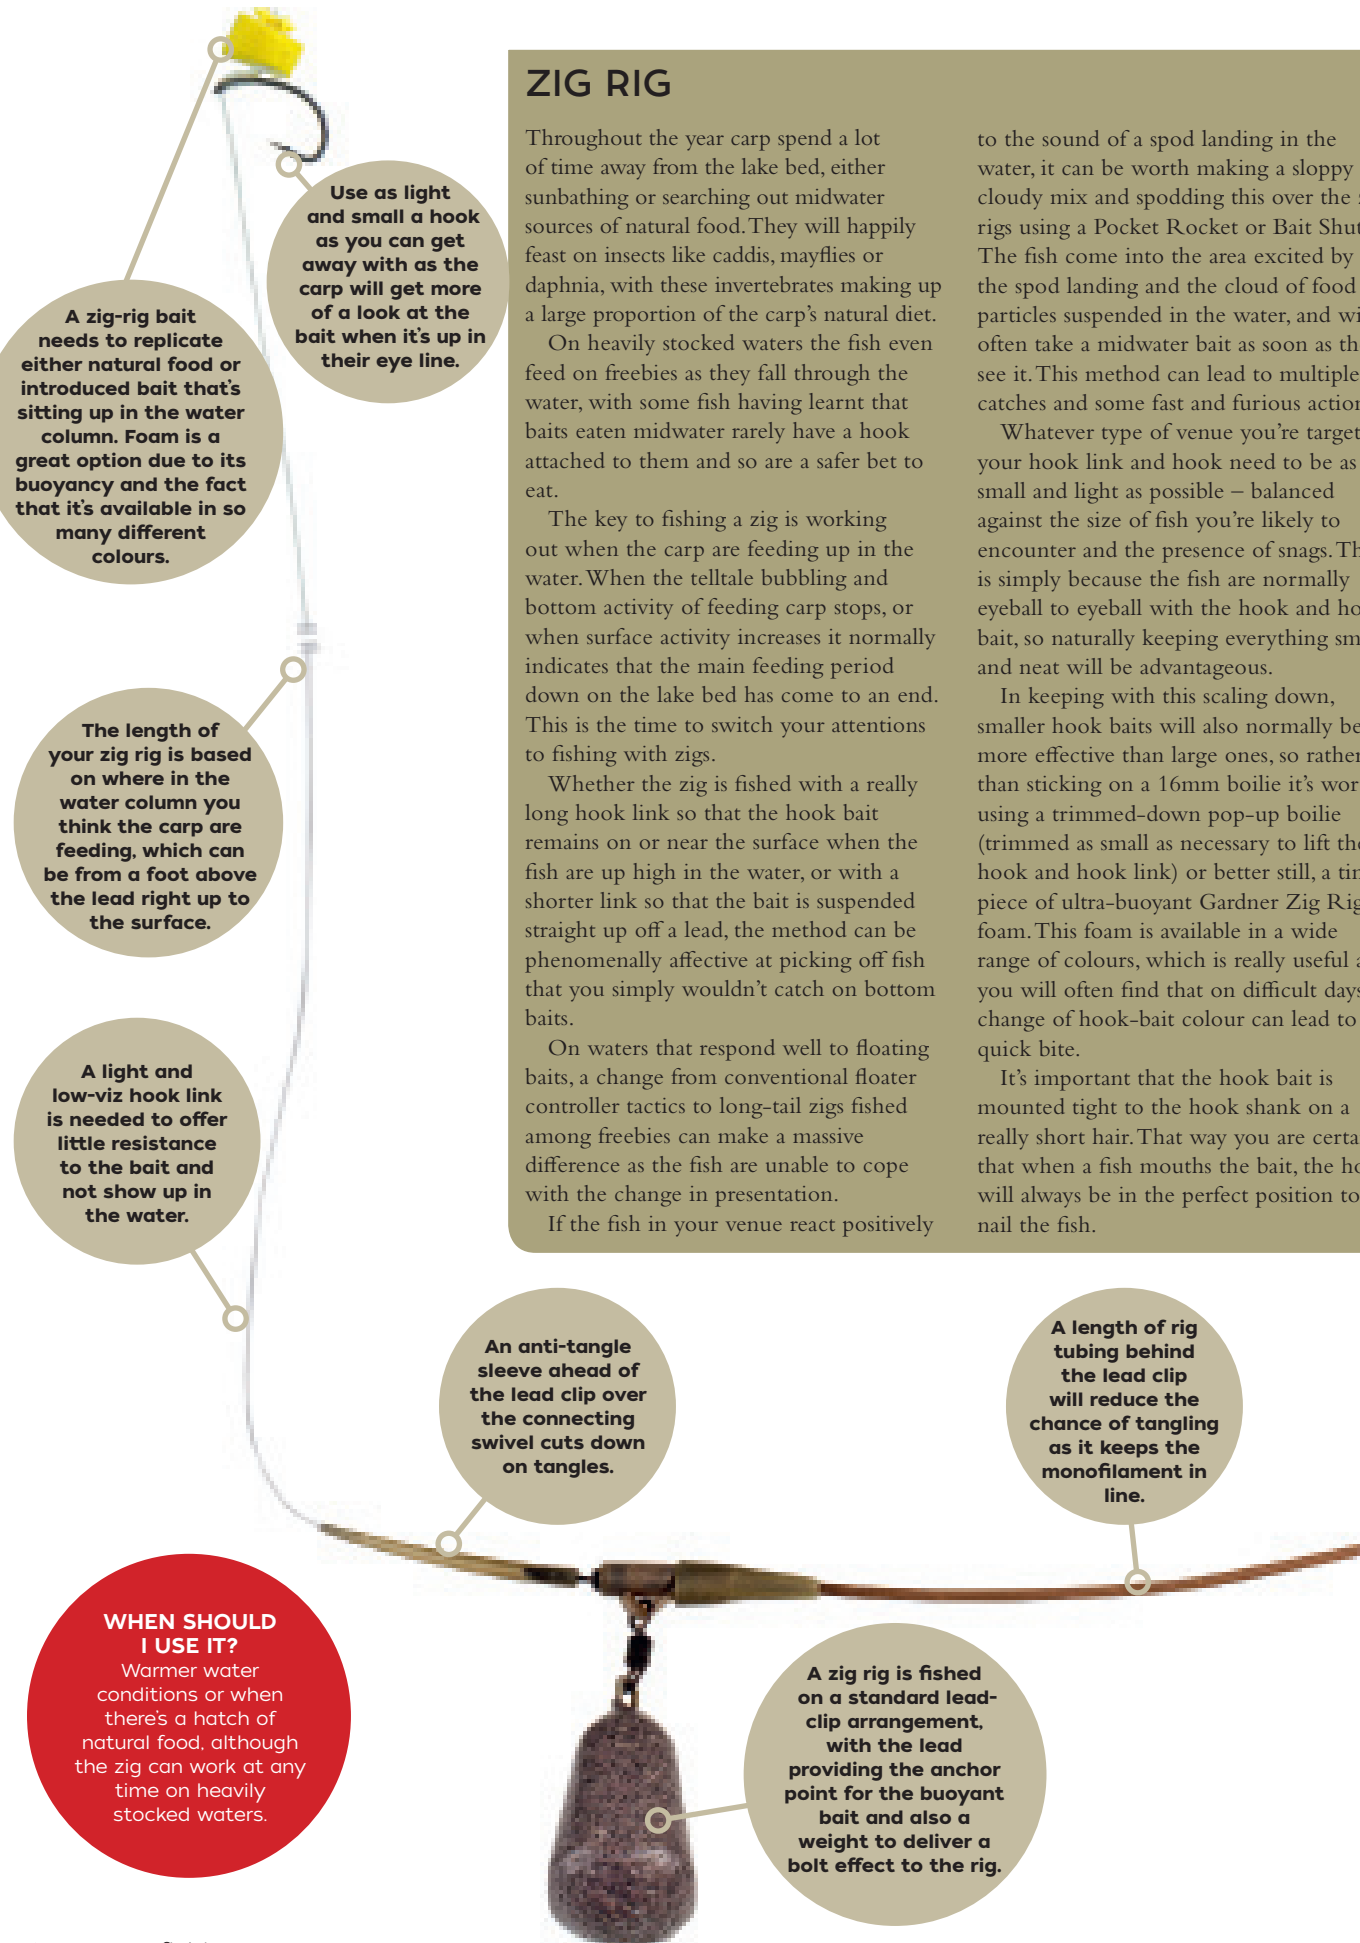 ZIG RIG
Throughout the year carp spend a lot
of time away from the lake bed, either
sunbathing or searching out midwater
sources of natural food. They will happily
feast on insects like caddis, mayflies or
daphnia, with these invertebrates making up
a large proportion of the carp's natural diet.
On heavily stocked waters the fish even
feed on freebies as they fall through the
water, with some fish having learnt that
baits eaten midwater rarely have a hook
attached to them and so are a safer bet to
eat.
The key to fishing a zig is working
out when the carp are feeding up in the
water. When the telltale bubbling and
bottom activity of feeding carp stops, or
when surface activity increases it normally
indicates that the main feeding period
down on the lake bed has come to an end.
This is the time to switch your attentions
to fishing with zigs.
Whether the zig is fished with a really
long hook link so that the hook bait
remains on or near the surface when the
fish are up high in the water, or with a
shorter link so that the bait is suspended
straight up off a lead, the method can be
phenomenally affective at picking off fish
that you simply wouldn't catch on bottom
baits.
On waters that respond well to floating
baits, a change from conventional floater
controller tactics to long-tail zigs fished
among freebies can make a massive
difference as the fish are unable to cope
with the change in presentation.
If the fish in your venue react positively
to the sound of a spod landing in the
water, it can be worth making a sloppy
cloudy mix and spodding this over the
rigs using a Pocket Rocket or Bait Shut
The fish come into the area excited by
the spod landing and the cloud of food
particles suspended in the water, and wi
often take a midwater bait as soon as the
see it. This method can lead to multiple
catches and some fast and furious action
Whatever type of venue you're target
your hook link and hook need to be as
small and light as possible – balanced
against the size of fish you're likely to
encounter and the presence of snags. Th
is simply because the fish are normally
eyeball to eyeball with the hook and ho
bait, so naturally keeping everything sm
and neat will be advantageous.
In keeping with this scaling down,
smaller hook baits will also normally be
more effective than large ones, so rather
than sticking on a 16mm boilie it's wor
using a trimmed-down pop-up boilie
(trimmed as small as necessary to lift the
hook and hook link) or better still, a tin
piece of ultra-buoyant Gardner Zig Rig
foam. This foam is available in a wide
range of colours, which is really useful a
you will often find that on difficult days
change of hook-bait colour can lead to
quick bite.
It's important that the hook bait is
mounted tight to the hook shank on a
really short hair. That way you are certa
that when a fish mouths the bait, the ho
will always be in the perfect position to
nail the fish.
Use as light
and small a hook
as you can get
away with as the
carp will get more
of a look at the
bait when it's up in
their eye line.
A zig-rig bait
needs to replicate
either natural food or
introduced bait that's
sitting up in the water
column. Foam is a
great option due to its
buoyancy and the fact
that it's available in so
many different
colours.
The length of
your zig rig is based
on where in the
water column you
think the carp are
feeding, which can
be from a foot above
the lead right up to
the surface.
A light and
low-viz hook link
is needed to offer
little resistance
to the bait and
not show up in
the water.
An anti-tangle
sleeve ahead of
the lead clip over
the connecting
swivel cuts down
on tangles.
A length of rig
tubing behind
the lead clip
will reduce the
chance of tangling
as it keeps the
monofilament in
line.
WHEN SHOULD
I USE IT?
Warmer water
conditions or when
there's a hatch of
natural food, although
the zig can work at any
time on heavily
stocked waters.
A zig rig is fished
on a standard lead-
clip arrangement,
with the lead
providing the anchor
point for the buoyant
bait and also a
weight to deliver a
bolt effect to the rig.